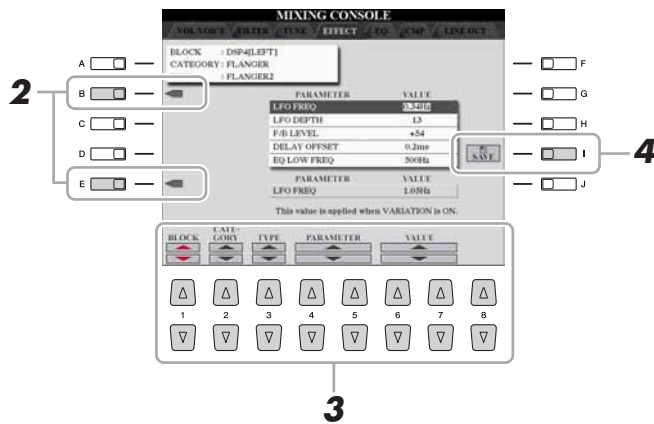 MIXING CONSOLE
VOL/VOICE FILTER TUNE EFFECT EQ CMP LINE OUT
BLOCK : DSP4[LEFT]
CATEGORY : FLANGER
: FLANGER2
A
B
C
D
E
F
G
H
I
J
2
4
PARAMETER VALUE
LFO FREQ 0.34Hz
LFO DEPTH 13
F/B LEVEL +54
DELAY OFFSET 0.2ms
EQ LOW FREQ 500Hz
SAVE
PARAMETER VALUE
LFO FREQ 1.05Hz
This value is applied when VARIATION is ON.
BLOCK CATE-GORY TYPE PARAMETER VALUE
1 2 3 4 5 6 7 8
3